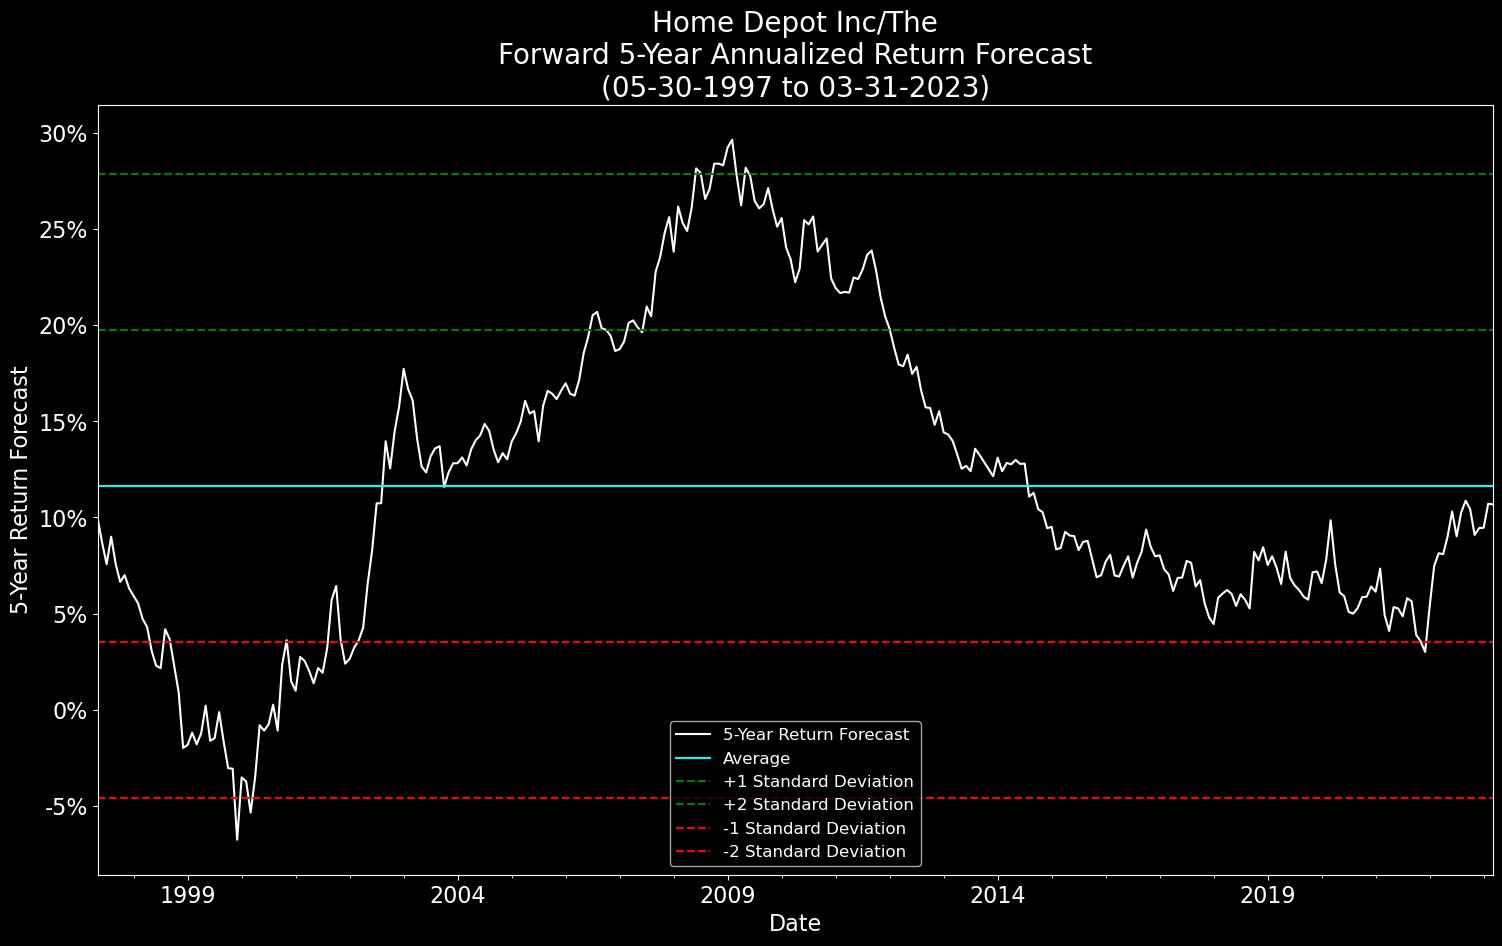 Home Depot Inc/The
Forward 5-Year Annualized Return Forecast
(05-30-1997 to 03-31-2023)
5-Year Return Forecast
30%
25%
20%
15%
10%
5%
0%
-5%
5-Year Return Forecast
Average
+1 Standard Deviation
+2 Standard Deviation
-1 Standard Deviation
-2 Standard Deviation
1999 2004 2009 2014 2019
Date